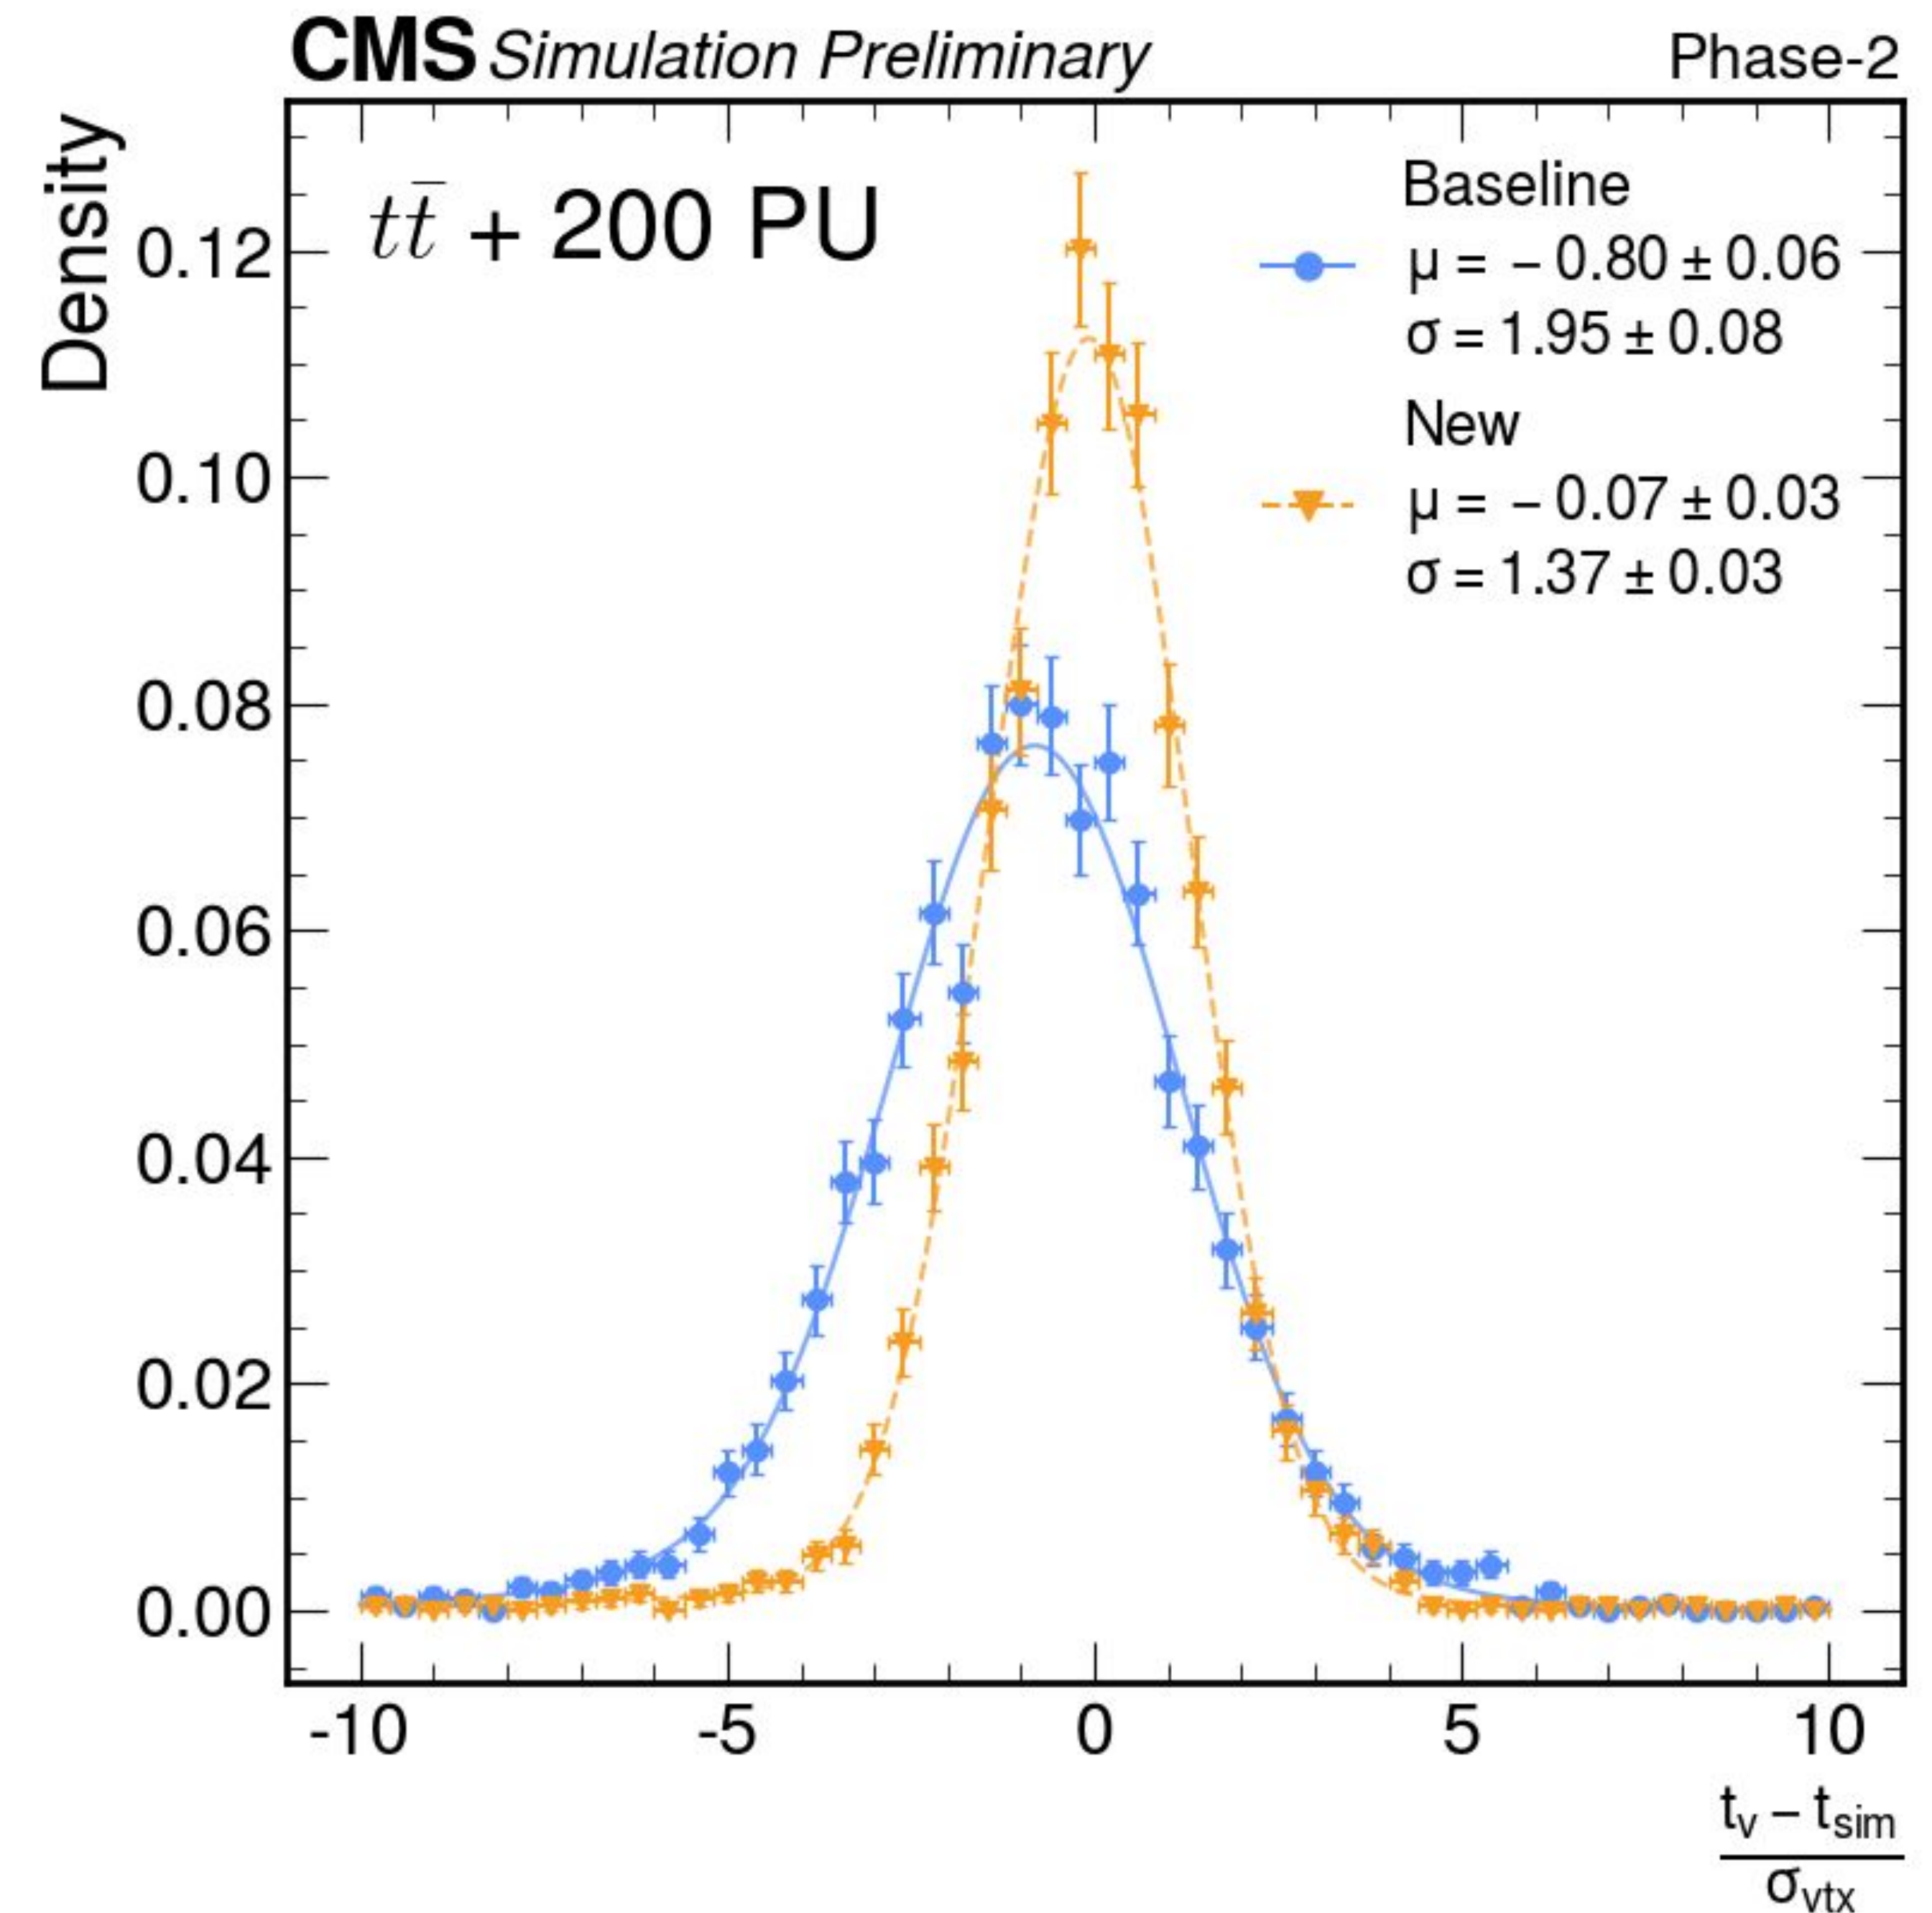 CMS Simulation Preliminary Phase-2
Density
tt̄ + 200 PU
Baseline
μ = −0.80 ± 0.06
σ = 1.95 ± 0.08
New
μ = −0.07 ± 0.03
σ = 1.37 ± 0.03
0.12
0.10
0.08
0.06
0.04
0.02
0.00
-10 -5 0 5 10
t_v − t_sim
σ_vtx